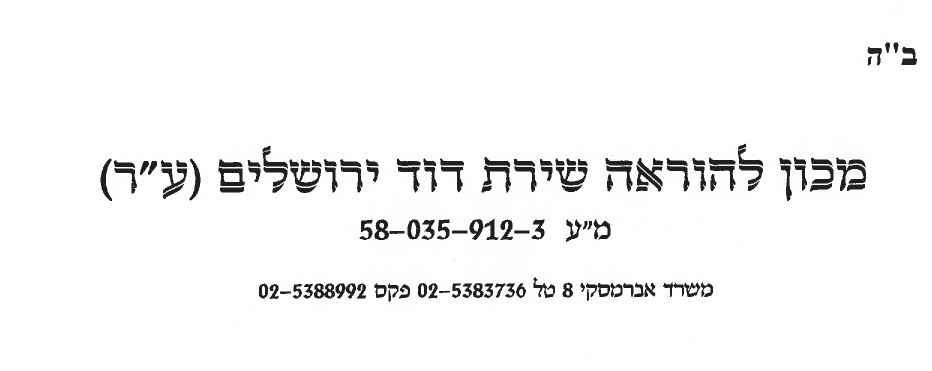 ב"ה
מכון להוראה שירת דוד ירושלים (ע״ר)
מ״ע 58-035-912-3
משרד אברמסקי 8 טל 02-5383736 פקס 02-5388992